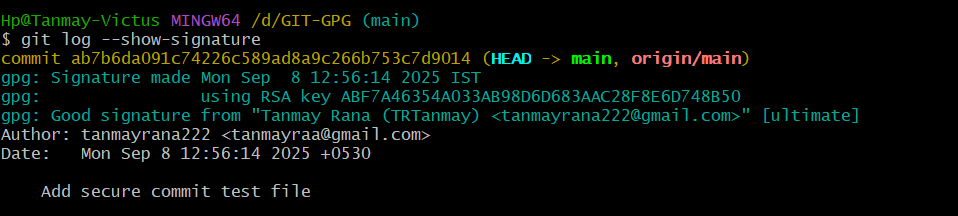 Hp@Tanmay-Victus MINGW64 /d/GIT-GPG (main)
$ git log --show-signature
commit ab7b6da091c74226c589ad8a9c266b753c7d9014 (HEAD -> main, origin/main)
gpg: Signature made Mon Sep  8 12:56:14 2025 IST
gpg:                using RSA key ABF7A46354A033AB98D6D683AAC28F8E6D748B50
gpg: Good signature from "Tanmay Rana (TRTanmay) <tanmayrana222@gmail.com>" [ultimate]
Author: tanmayrana222 <tanmayraa@gmail.com>
Date:   Mon Sep 8 12:56:14 2025 +0530
    Add secure commit test file